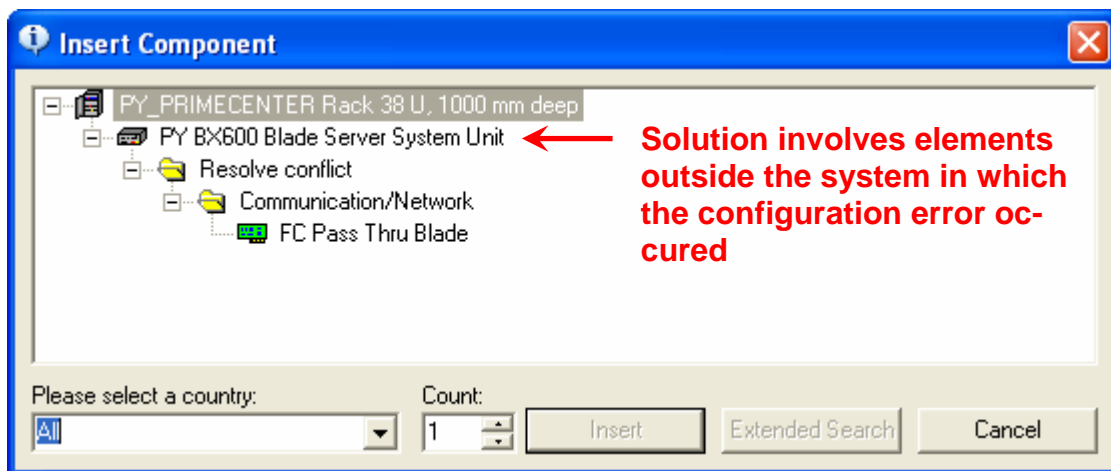 Insert Component
PY_PRIMECENTER Rack 38 U, 1000 mm deep
PY BX600 Blade Server System Unit
Resolve conflict
Communication/Network
FC Pass Thru Blade
Solution involves elements
outside the system in which
the configuration error oc-
cured
Please select a country:
Count:
All
1
Insert
Extended Search
Cancel